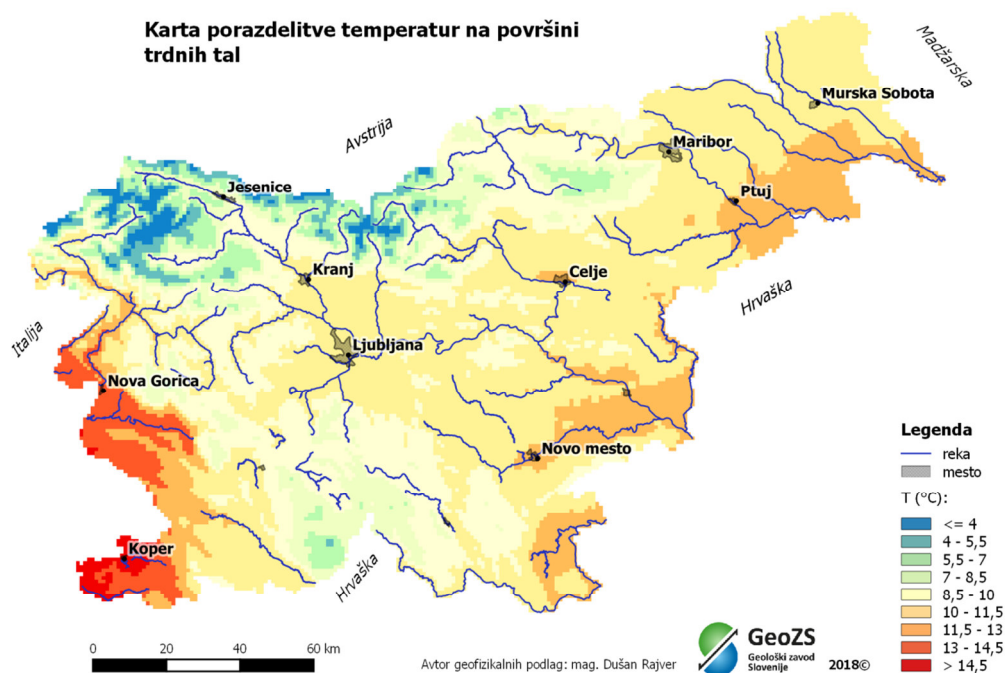 Karta porazdelitve temperatur na površini
trdnih tal
Madžarska
Murska Sobota
Avstrija
Maribor
Jesenice
Ptuj
Kranj
Celje
Hrvaška
Italija
Ljubljana
Nova Gorica
Novo mesto
Koper
Hrvaška
Legenda
reka
mesto
T (°C):
<= 4
4 - 5,5
5,5 - 7
7 - 8,5
8,5 - 10
10 - 11,5
11,5 - 13
13 - 14,5
> 14,5
0 20 40 60 km
Avtor geofizikalnih podlag: mag. Dušan Rajver
GeoZS
Geološki zavod
Slovenije
2018©